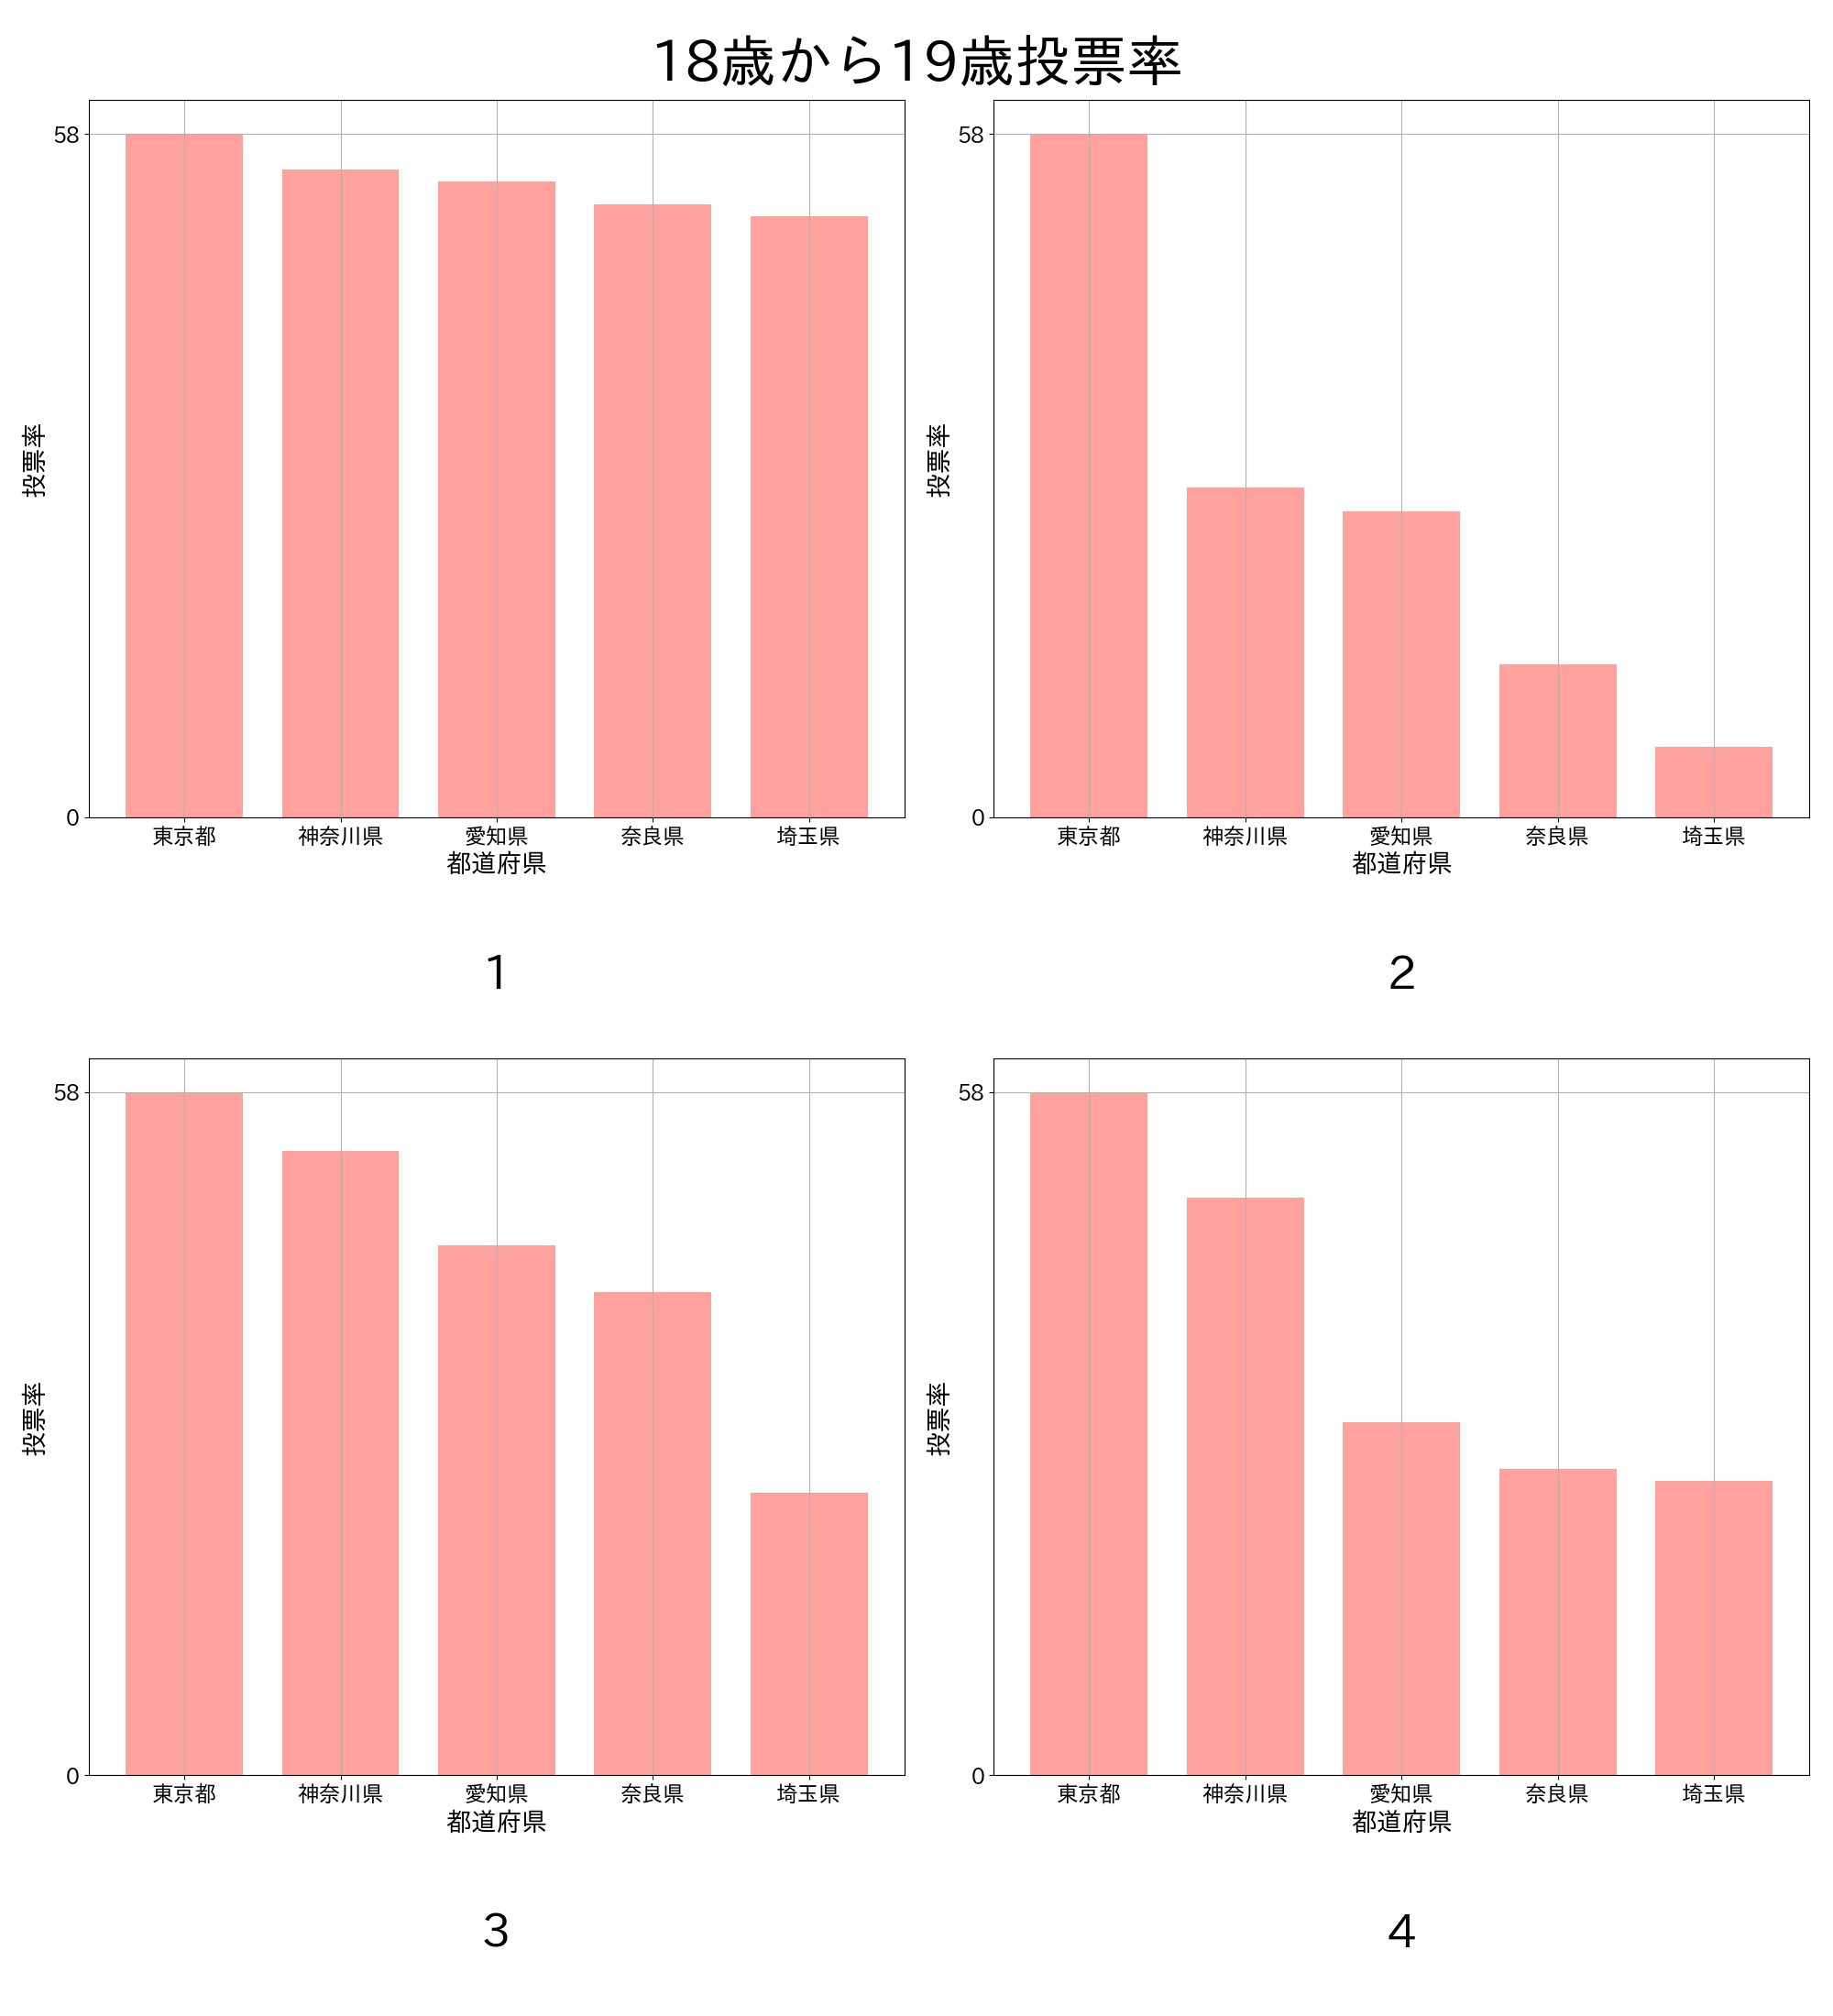 18歳から19歳投票率
58
0
投票率
東京都 神奈川県 愛知県 奈良県 埼玉県
都道府県
1
58
0
投票率
東京都 神奈川県 愛知県 奈良県 埼玉県
都道府県
2
58
0
投票率
東京都 神奈川県 愛知県 奈良県 埼玉県
都道府県
3
58
0
投票率
東京都 神奈川県 愛知県 奈良県 埼玉県
都道府県
4